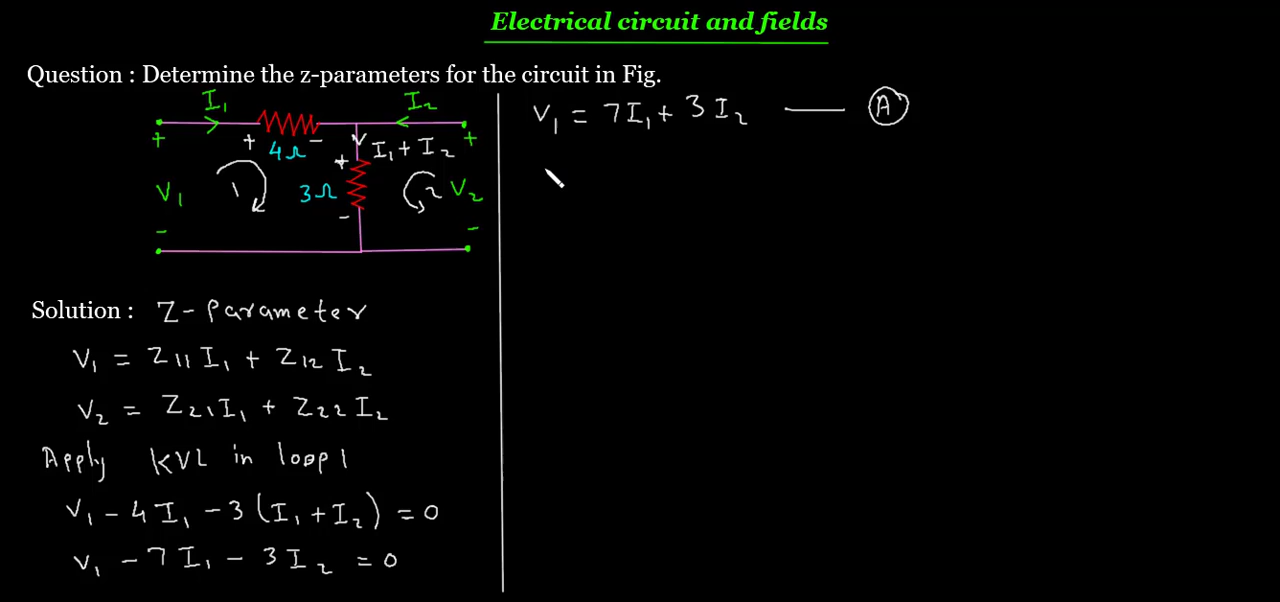 Electrical circuit and fields
Question : Determine the z-parameters for the circuit in Fig.
I₁ I₂
+ + - + I₁ + I₂ +
4Ω
V₁ 1 3Ω 2 V₂
- - -
Solution : Z - Parameter
V₁ = Z₁₁ I₁ + Z₁₂ I₂
V₂ = Z₂₁ I₁ + Z₂₂ I₂
Apply KVL in loop 1
V₁ - 4 I₁ - 3 (I₁ + I₂) = 0
V₁ - 7 I₁ - 3 I₂ = 0
V₁ = 7 I₁ + 3 I₂ —— A